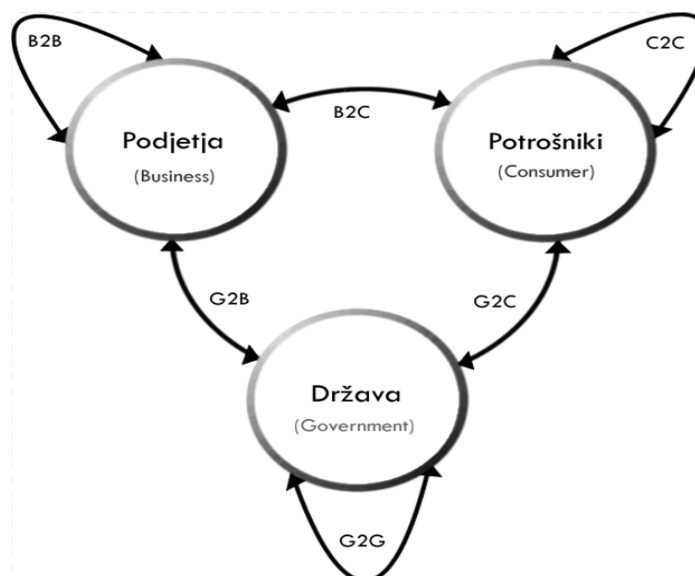 B2B
C2C
B2C
Podjetja
(Business)
Potrošniki
(Consumer)
G2B
G2C
Država
(Government)
G2G